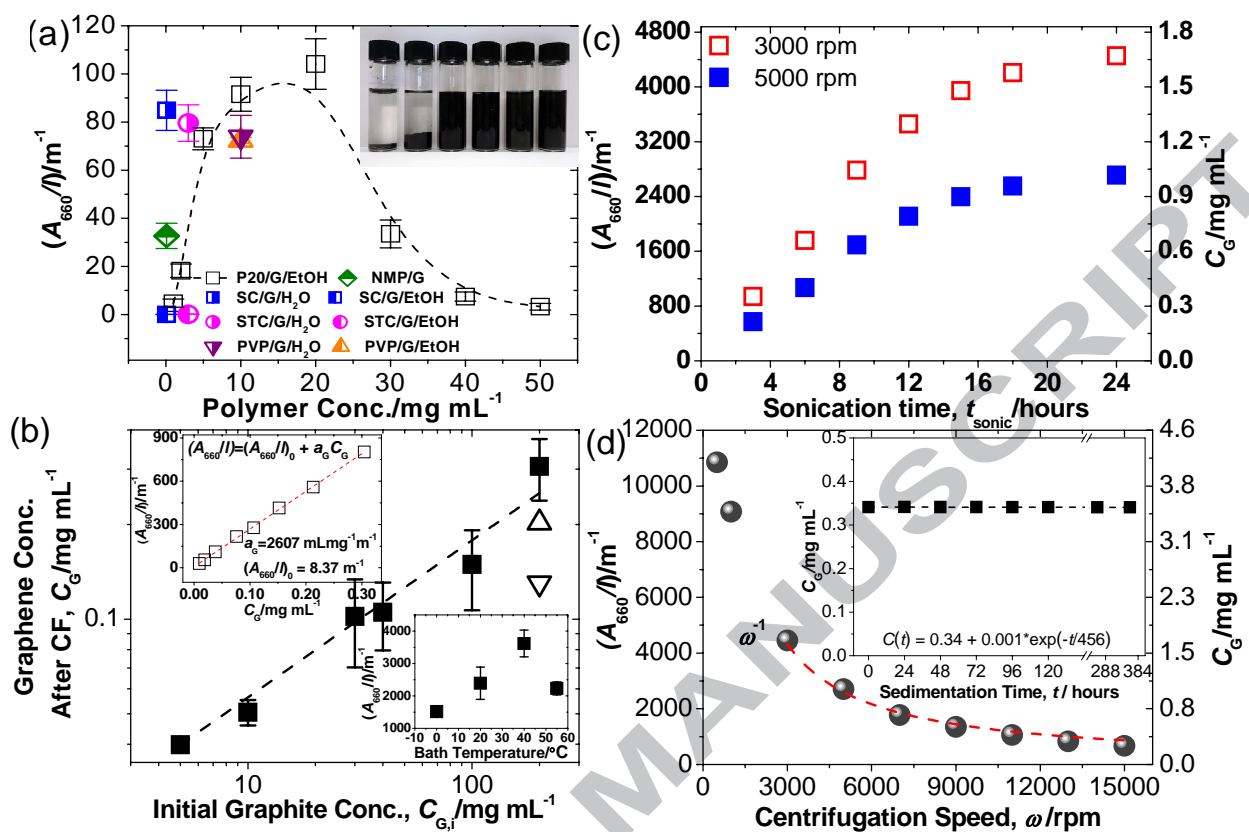 (a)
120
100
80
60
40
20
0
(A660/l)/m-1
P20/G/EtOH NMP/G
SC/G/H2O SC/G/EtOH
STC/G/H2O STC/G/EtOH
PVP/G/H2O PVP/G/EtOH
0 10 20 30 40 50
Polymer Conc./mg mL-1
(c)
3000 rpm
5000 rpm
4800
4000
3200
2400
1600
800
0
(A660/l)/m-1
1.8
1.5
1.2
0.9
0.6
0.3
0.0
CG/mg mL-1
0 4 8 12 16 20 24
Sonication time, tsonic/hours
(b)
Graphene Conc.
After CF, CG/mg mL-1
0.1
900
600
300
0
(A660/l)/m-1
(A660/l)=(A660/l)0 + aGCG
aG=2607 mLmg-1m-1
(A660/l)0 = 8.37 m-1
0.00 0.10 0.20 0.30
CG/mg mL-1
4000
3000
2000
1000
(A660/l)/m-1
-10 0 10 20 30 40 50 60
Bath Temperature/°C
10 100
Initial Graphite Conc., CG,i/mg mL-1
(d)
12000
10000
8000
6000
4000
2000
0
(A660/l)/m-1
ω-1
0.5
0.4
0.3
0.2
0.1
0.0
CG/mg mL-1
C(t) = 0.34 + 0.001*exp(-t/456)
0 24 48 72 96 120 288 384
Sedimentation Time, t / hours
4.6
3.8
3.1
2.3
1.5
0.8
0.0
CG/mg mL-1
0 3000 6000 9000 12000 15000
Centrifugation Speed, ω/rpm
MANUSCRIPT